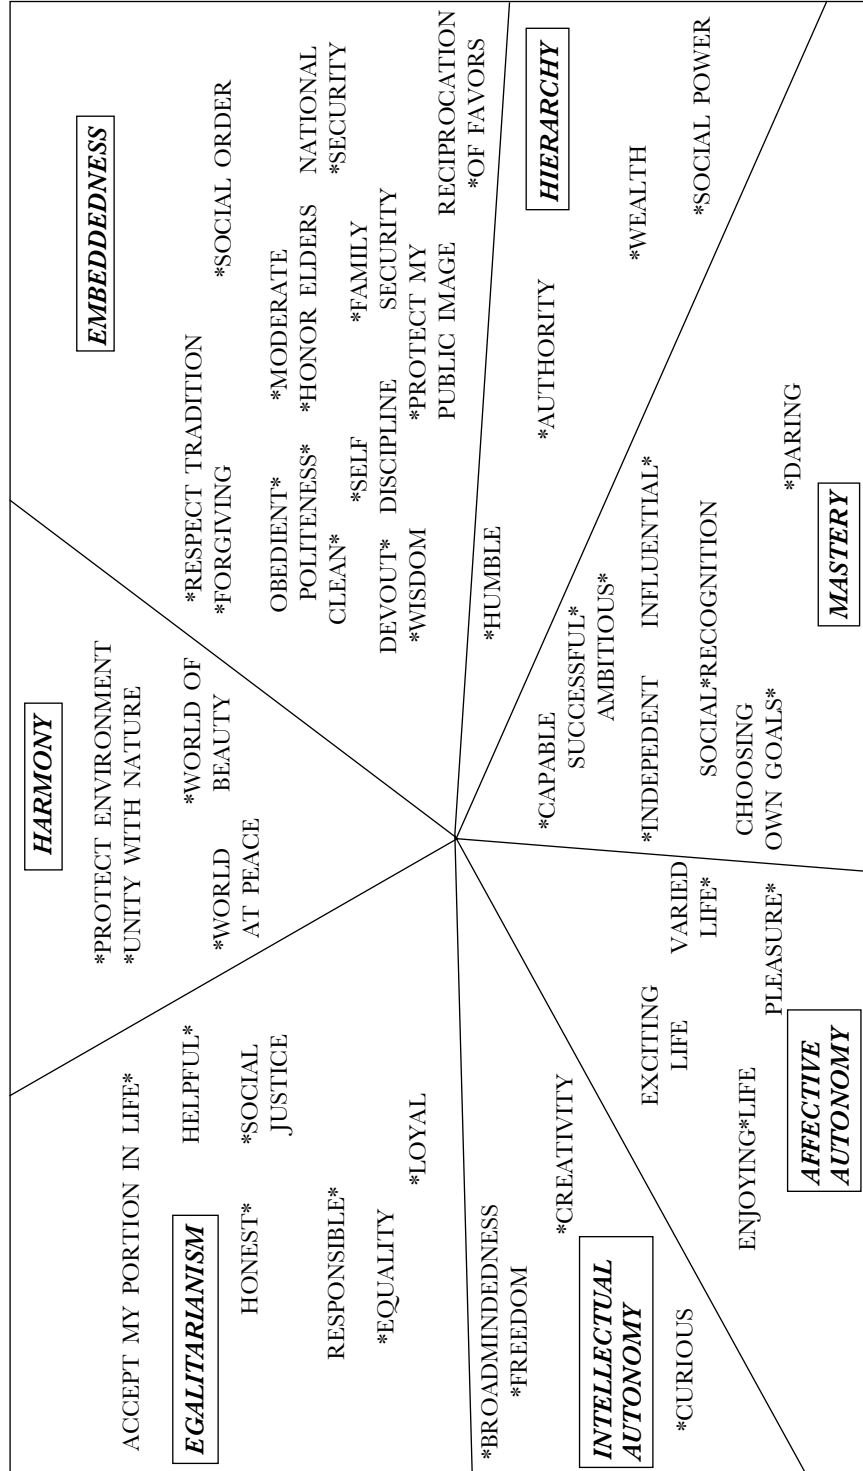 HARMONY
*PROTECT ENVIRONMENT
*UNITY WITH NATURE
*WORLD OF
BEAUTY
*WORLD
AT PEACE
EMBEDDEDNESS
*SOCIAL ORDER
*RESPECT TRADITION
*FORGIVING
*MODERATE
*HONOR ELDERS
NATIONAL
*SECURITY
OBEDIENT*
POLITENESS*
CLEAN*
*FAMILY
SECURITY
*SELF
DISCIPLINE
DEVOUT*
*WISDOM
*PROTECT MY
PUBLIC IMAGE
RECIPROCATION
*OF FAVORS
HIERARCHY
*HUMBLE
*AUTHORITY
*WEALTH
*SOCIAL POWER
MASTERY
*CAPABLE
SUCCESSFUL*
AMBITIOUS*
*INDEPEDENT
INFLUENTIAL*
SOCIAL*RECOGNITION
CHOOSING
OWN GOALS*
*DARING
AFFECTIVE
AUTONOMY
EXCITING
LIFE
VARIED
LIFE*
PLEASURE*
ENJOYING*LIFE
INTELLECTUAL
AUTONOMY
*BROADMINDEDNESS
*FREEDOM
*CREATIVITY
*CURIOUS
EGALITARIANISM
ACCEPT MY PORTION IN LIFE*
HELPFUL*
HONEST*
*SOCIAL
JUSTICE
RESPONSIBLE*
*EQUALITY
*LOYAL